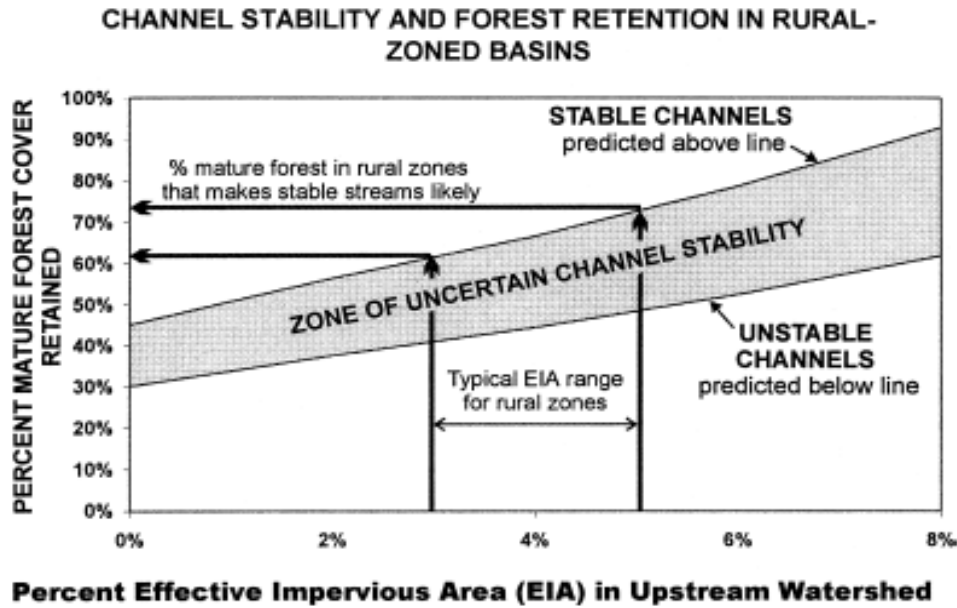 CHANNEL STABILITY AND FOREST RETENTION IN RURAL-
ZONED BASINS
PERCENT MATURE FOREST COVER
RETAINED
100%
90%
80%
70%
60%
50%
40%
30%
20%
10%
0%
STABLE CHANNELS
predicted above line
% mature forest in rural zones
that makes stable streams likely
ZONE OF UNCERTAIN CHANNEL STABILITY
UNSTABLE
CHANNELS
predicted below line
Typical EIA range
for rural zones
0%
2%
4%
6%
8%
Percent Effective Impervious Area (EIA) in Upstream Watershed